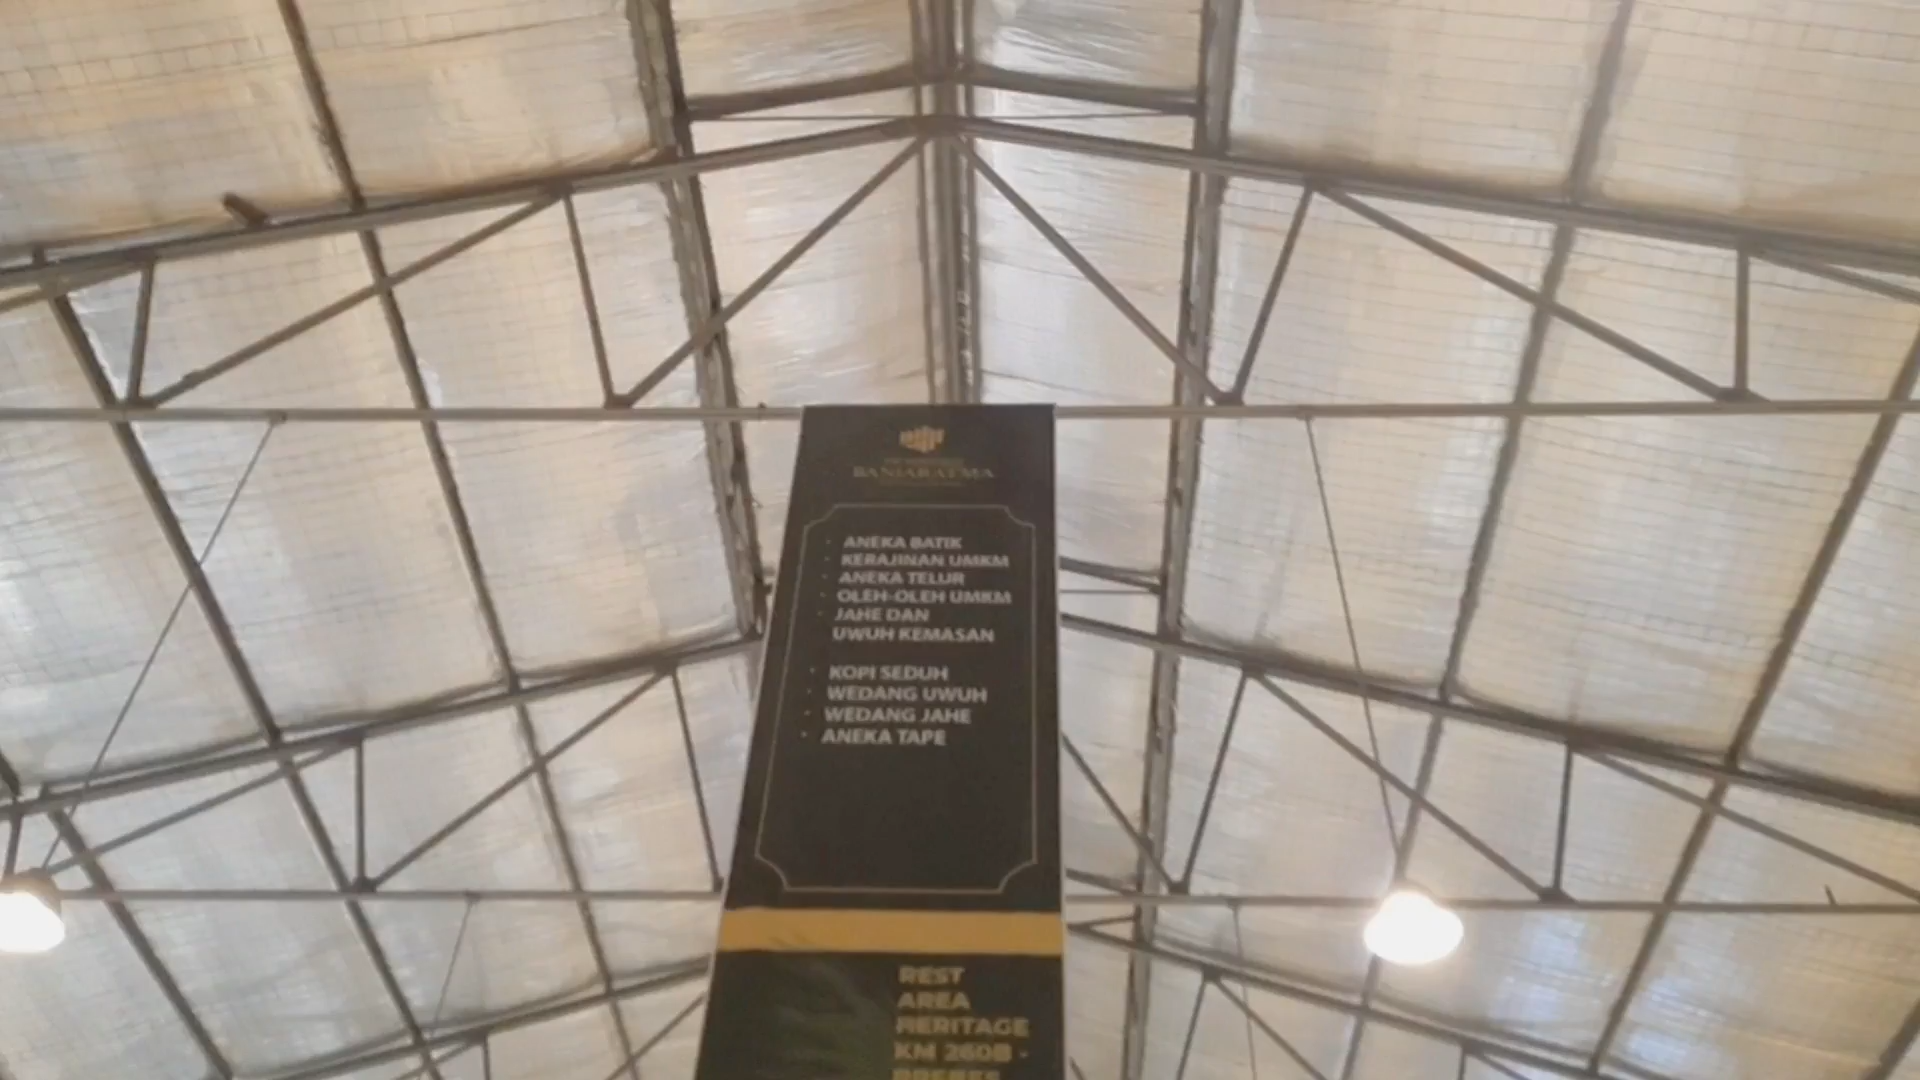 BANJARATMA
ANEKA BATIK
KERAJINAN UMKM
ANEKA TELUR
OLEH-OLEH UMKM
JAHE DAN
UWUH KEMASAN
KOPI SEDUH
WEDANG UWUH
WEDANG JAHE
ANEKA TAPE
REST
AREA
HERITAGE
KM 260B -
BREBES